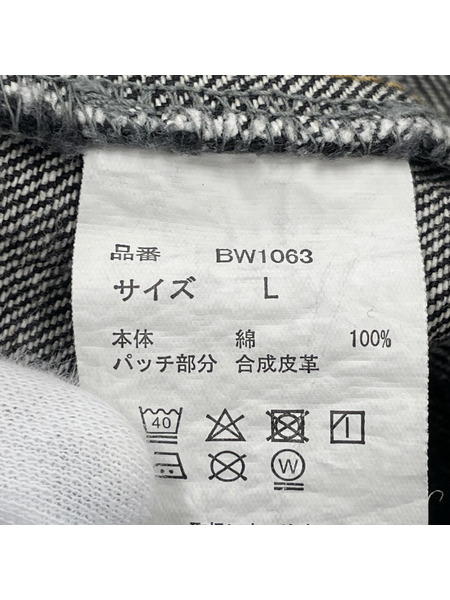 品番 BW1063
サイズ L
本体 綿 100%
パッチ部分 合成皮革
40
W